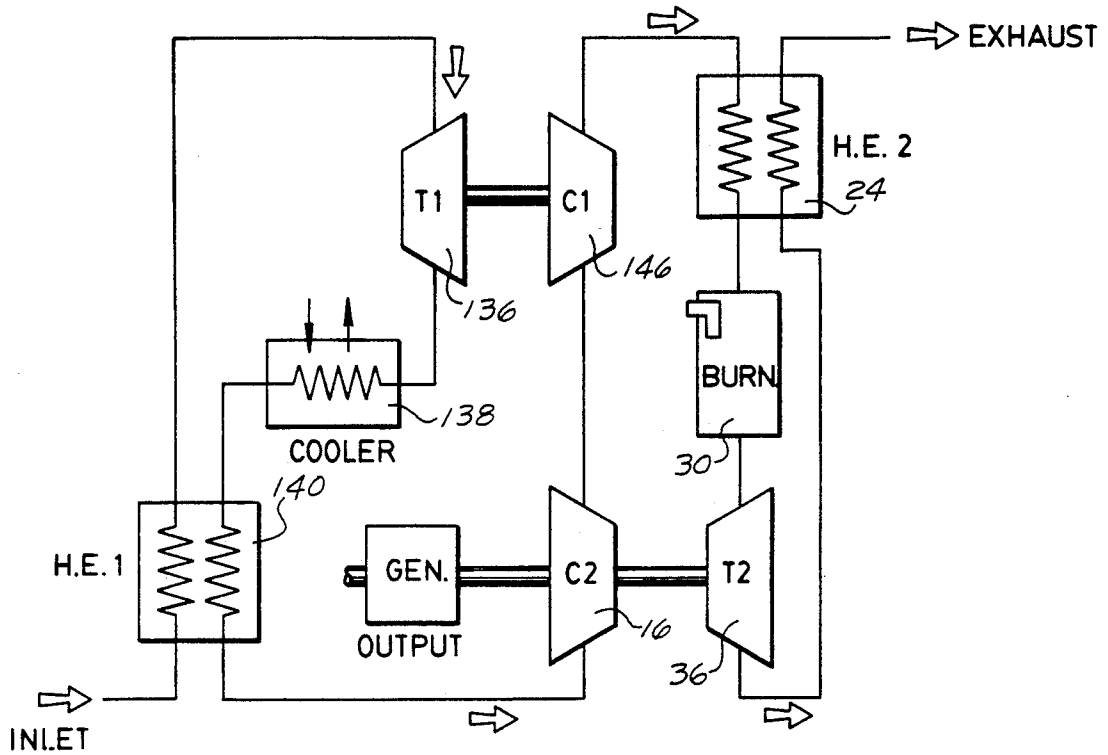 EXHAUST
H.E. 2
24
T1
C1
136
146
BURN.
30
138
COOLER
140
H.E. 1
GEN.
OUTPUT
C2
16
T2
36
INLET